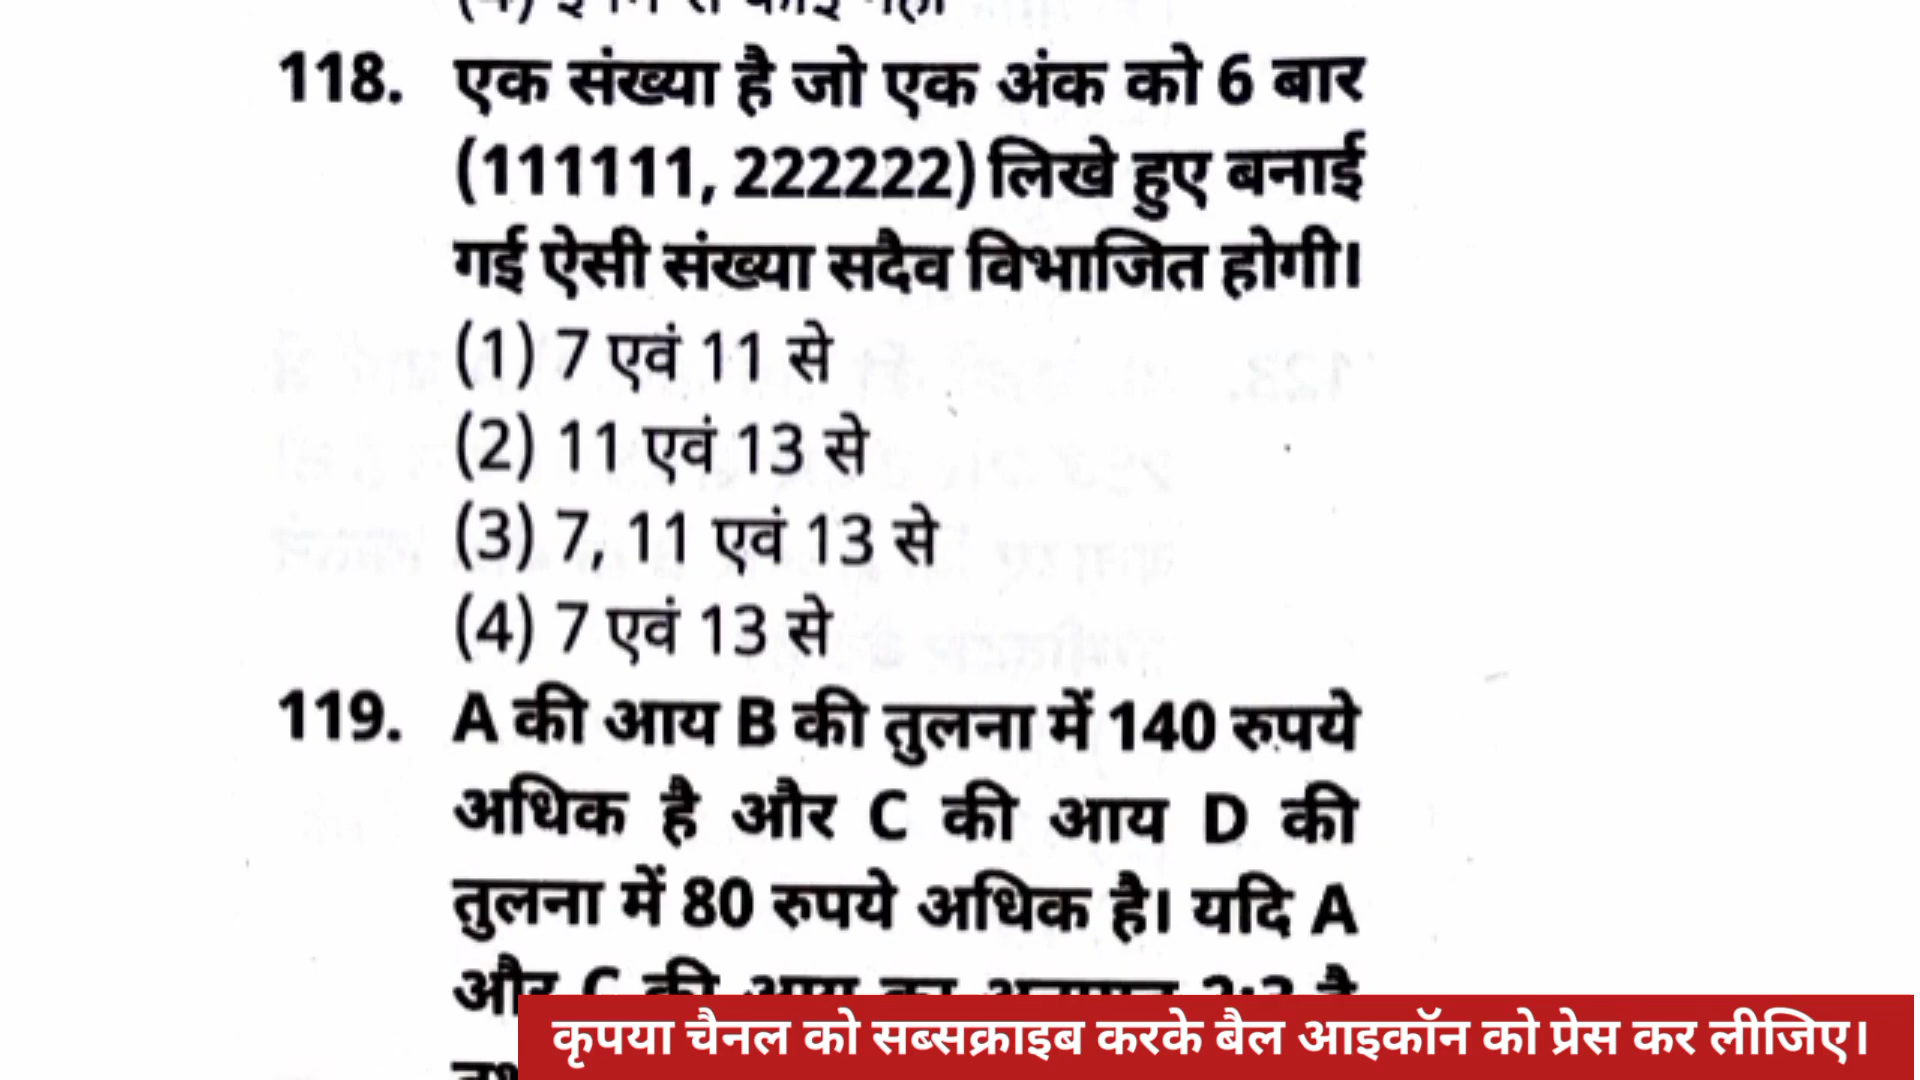 118. एक संख्या है जो एक अंक को 6 बार
(111111, 222222) लिखे हुए बनाई
गई ऐसी संख्या सदैव विभाजित होगी।
(1) 7 एवं 11 से
(2) 11 एवं 13 से
(3) 7, 11 एवं 13 से
(4) 7 एवं 13 से
119. A की आय B की तुलना में 140 रुपये
अधिक है और C की आय D की
तुलना में 80 रुपये अधिक है। यदि A
और C की आय का
कृपया चैनल को सब्सक्राइब करके बैल आइकॉन को प्रेस कर लीजिए।